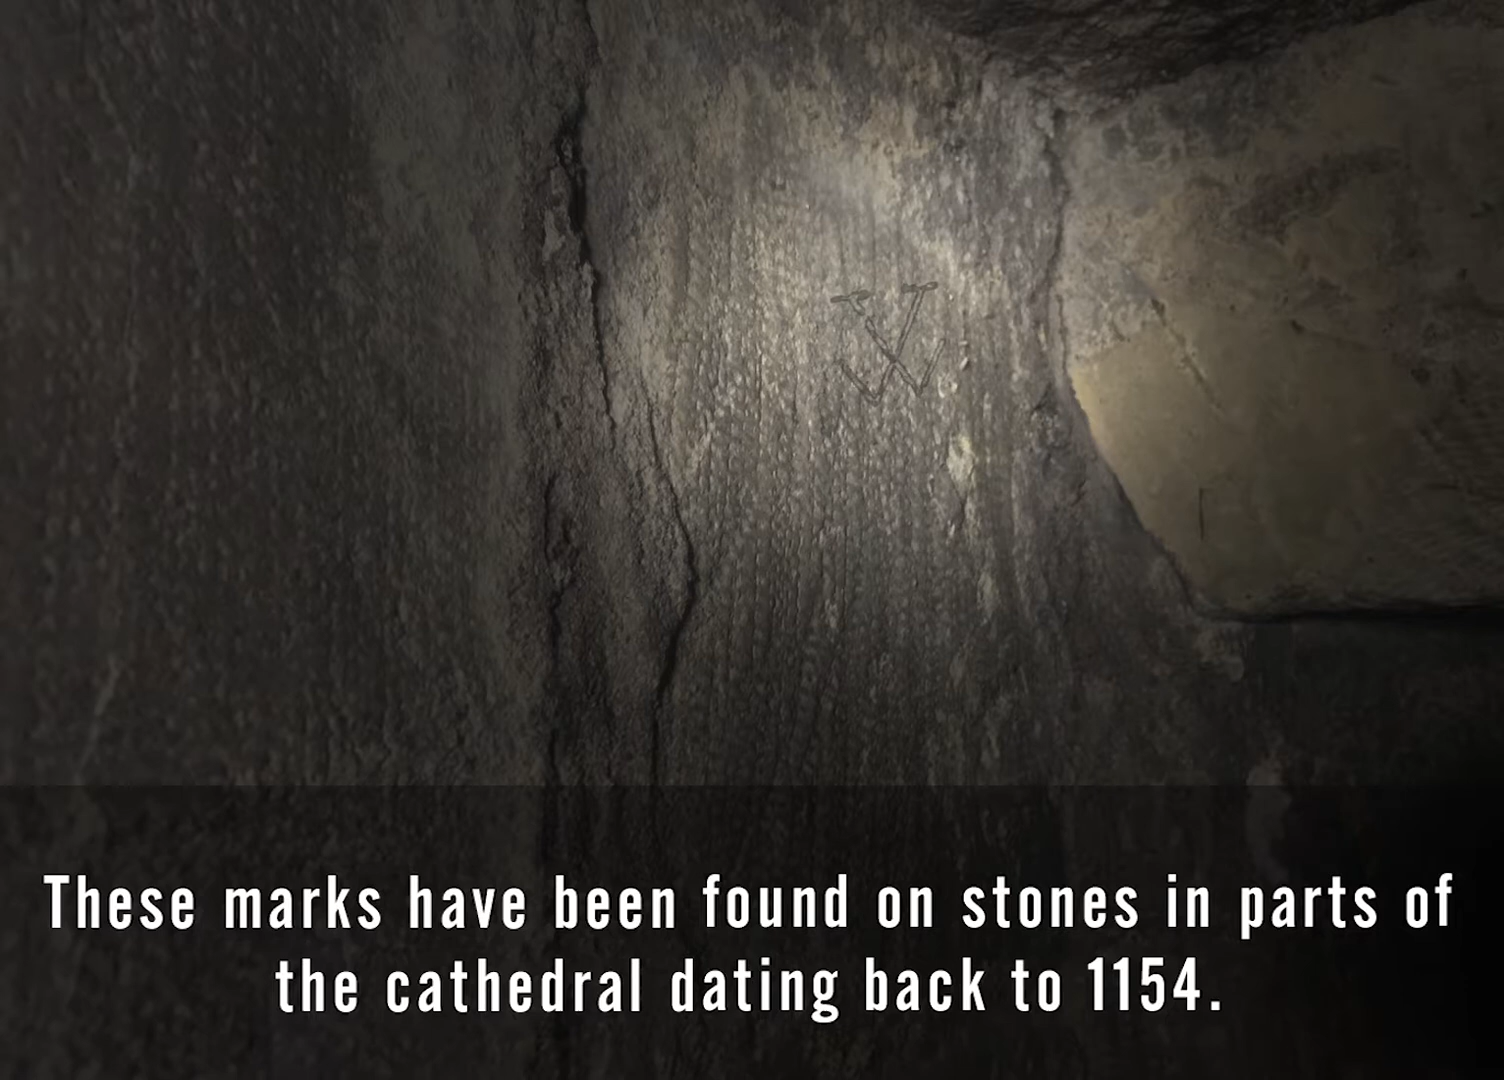 These marks have been found on stones in parts of
the cathedral dating back to 1154.